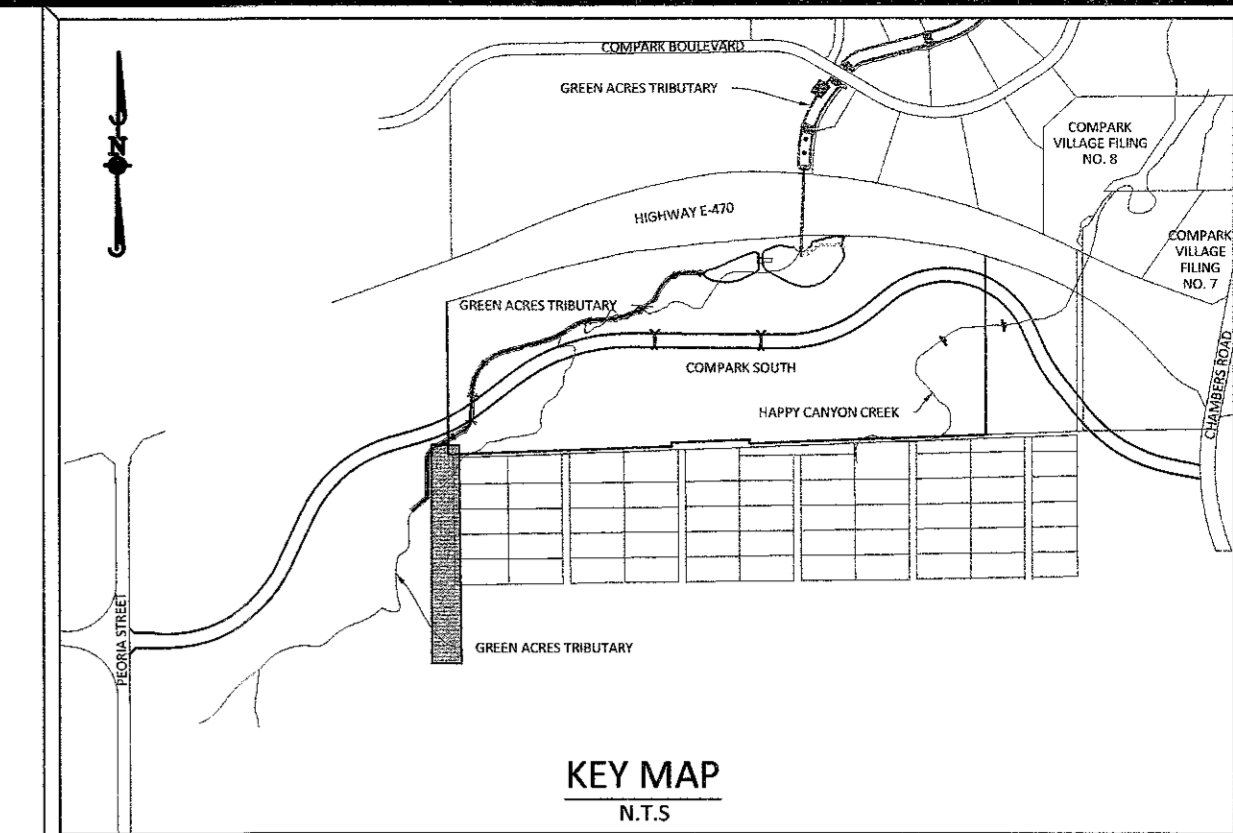 COMPARK BOULEVARD
GREEN ACRES TRIBUTARY
COMPARK
VILLAGE FILING
NO. 8
N
HIGHWAY E-470
COMPARK
VILLAGE
FILING
NO. 7
GREEN ACRES TRIBUTARY
COMPARK SOUTH
CHAMBERS ROAD
HAPPY CANYON CREEK
PEORIA STREET
GREEN ACRES TRIBUTARY
KEY MAP
N.T.S